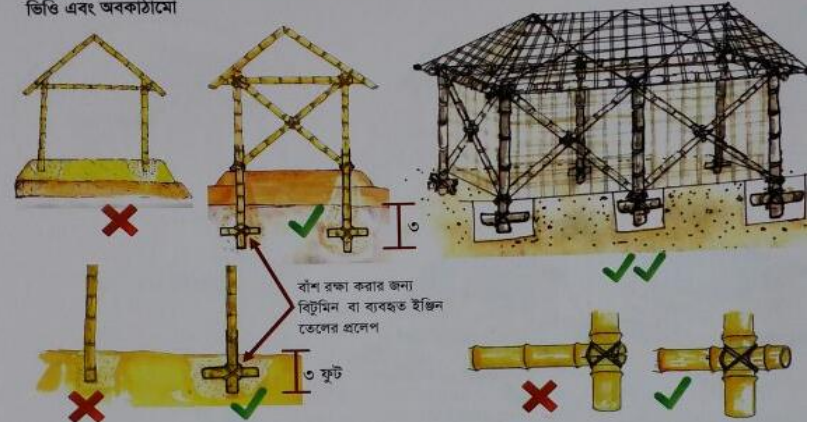 ভিত্তি এবং অবকাঠামো
৩
বাঁশ রক্ষা করার জন্য
বিটুমিন বা ব্যবহৃত ইঞ্জিন
তেলের প্রলেপ
৩ ফুট